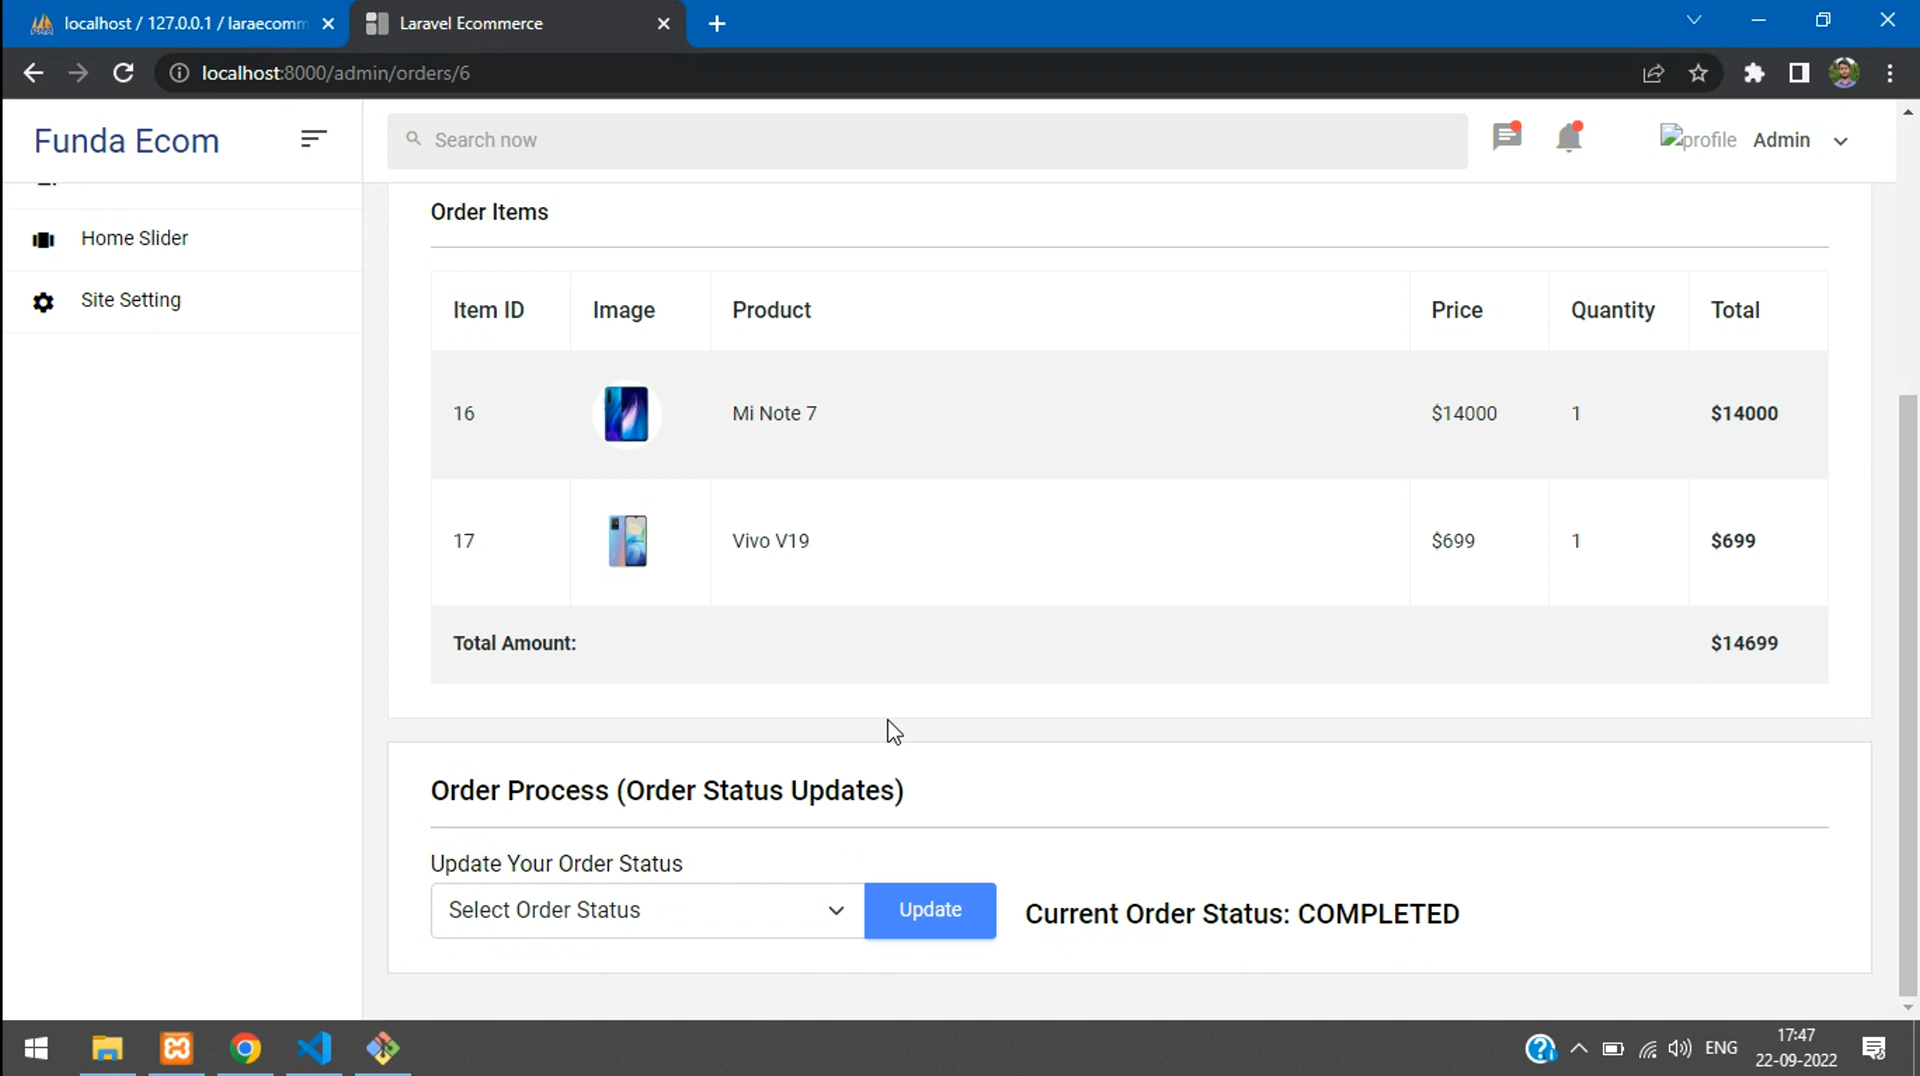 localhost / 127.0.0.1 / laraecomm
Laravel Ecommerce
localhost:8000/admin/orders/6
Funda Ecom
Search now
profile
Admin
Home Slider
Site Setting
Order Items
Item ID Image Product Price Quantity Total
16 Mi Note 7 $14000 1 $14000
17 Vivo V19 $699 1 $699
Total Amount: $14699
Order Process (Order Status Updates)
Update Your Order Status
Select Order Status
Update
Current Order Status: COMPLETED
ENG
17:47
22-09-2022